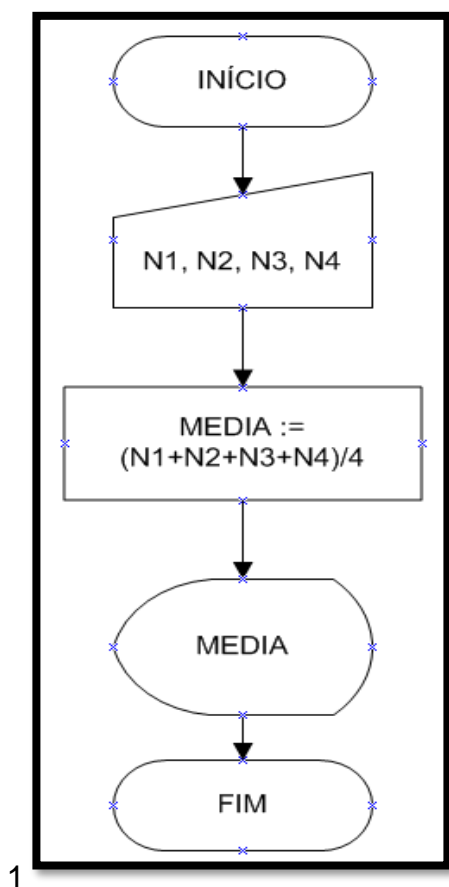 INÍCIO
N1, N2, N3, N4
MEDIA :=
(N1+N2+N3+N4)/4
MEDIA
FIM
1